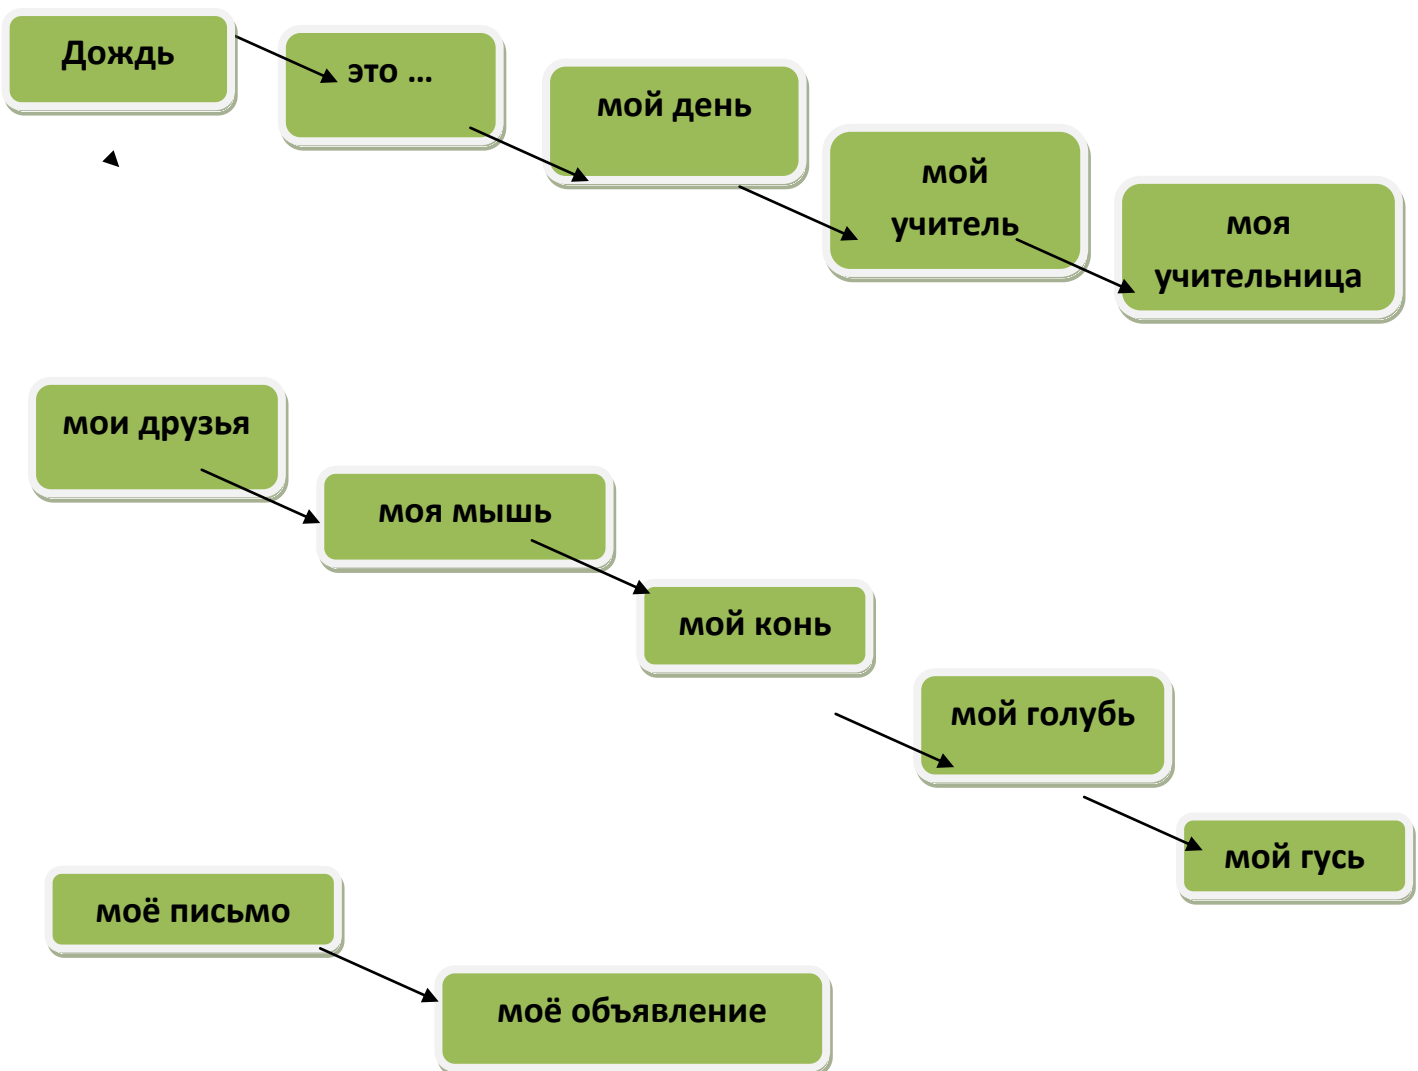 Дождь
это ...
мой день
мой
учитель
моя
учительница
мои друзья
моя мышь
мой конь
мой голубь
мой гусь
моё письмо
моё объявление